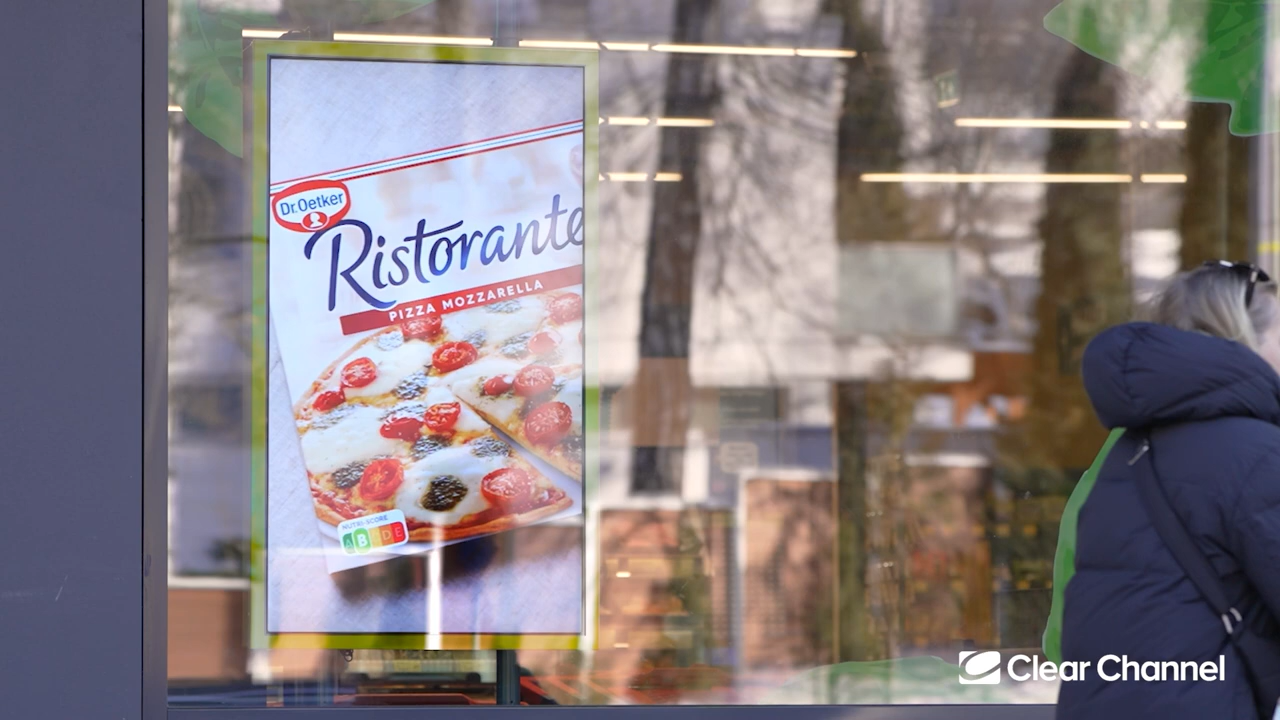 Dr. Oetker
Ristorante
PIZZA MOZZARELLA
NUTRI-SCORE
A B C D E
Clear Channel